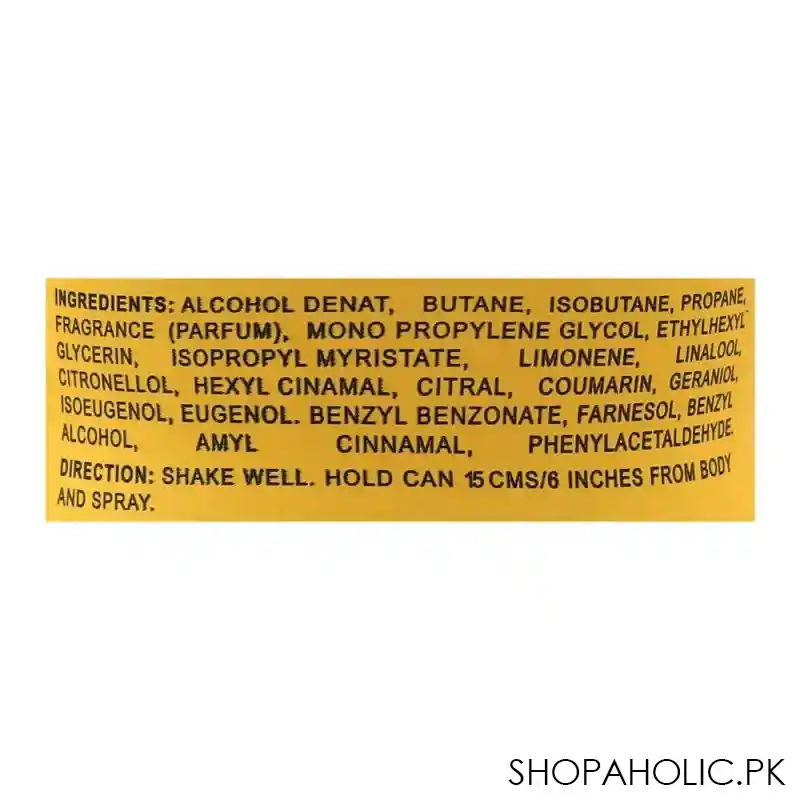 INGREDIENTS: ALCOHOL DENAT, BUTANE, ISOBUTANE, PROPANE,
FRAGRANCE (PARFUM), MONO PROPYLENE GLYCOL, ETHYLHEXYL
GLYCERIN, ISOPROPYL MYRISTATE, LIMONENE, LINALOOL,
CITRONELLOL, HEXYL CINAMAL, CITRAL, COUMARIN, GERANIOL,
ISOEUGENOL, EUGENOL. BENZYL BENZONATE, FARNESOL, BENZYL
ALCOHOL, AMYL CINNAMAL, PHENYLACETALDEHYDE.
DIRECTION: SHAKE WELL. HOLD CAN 15 CMS/6 INCHES FROM BODY
AND SPRAY.
SHOPAHOLIC.PK